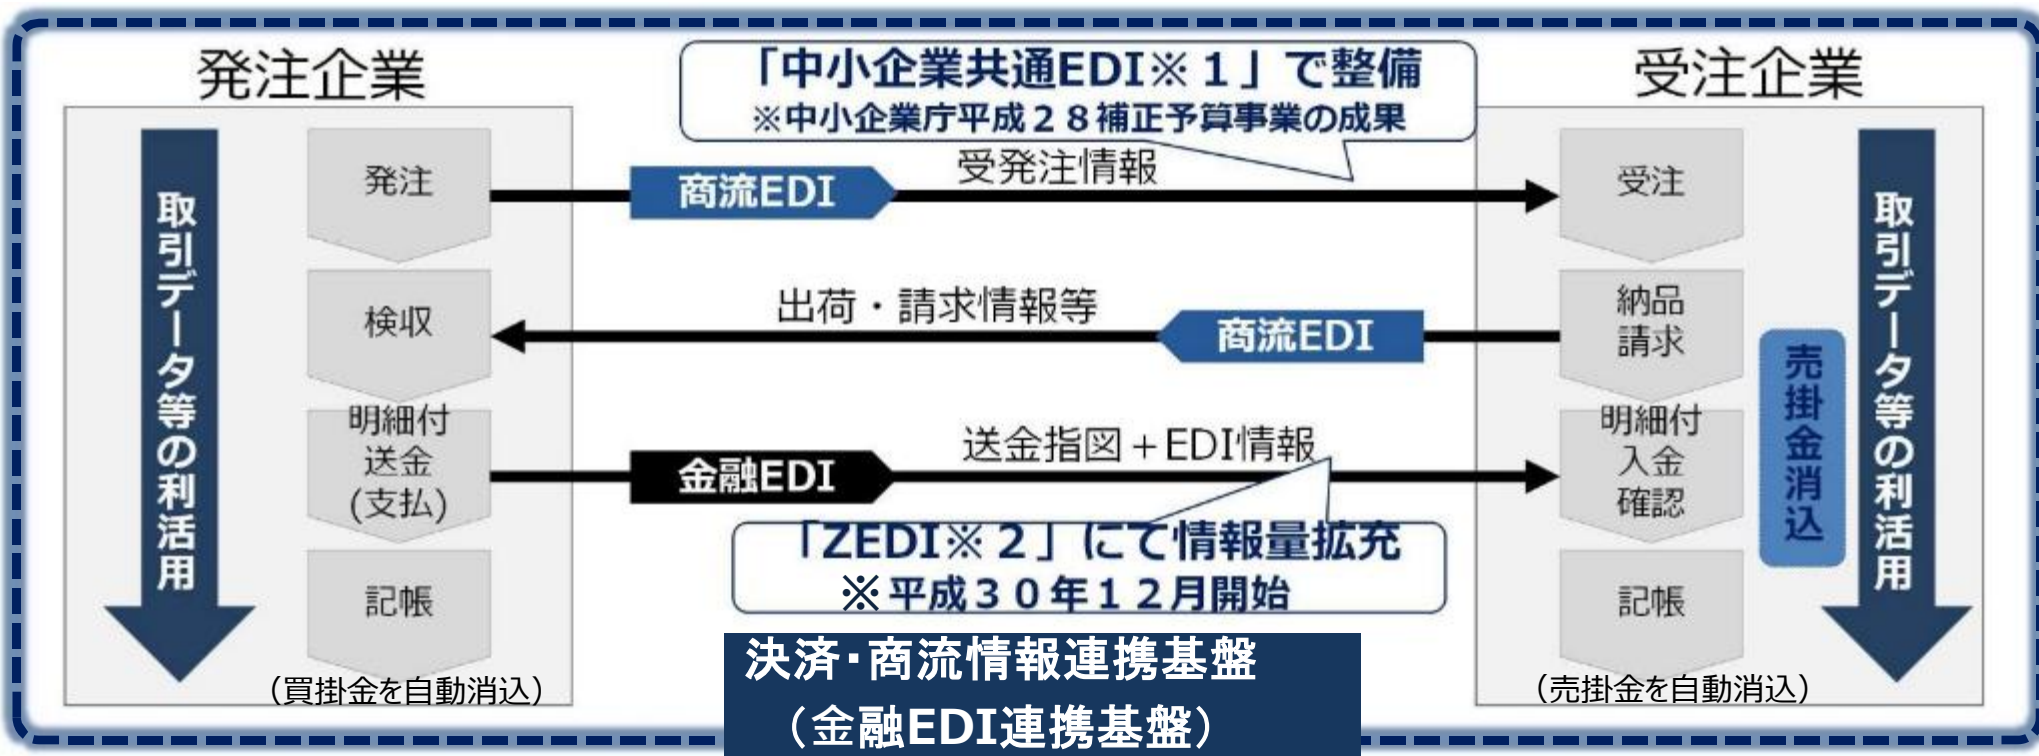 発注企業
「中小企業共通EDI※１」で整備
※中小企業庁平成２８補正予算事業の成果
受注企業
取引データ等の利活用
発注
商流EDI
受発注情報
受注
検収
出荷・請求情報等
商流EDI
納品
請求
明細付
送金
(支払)
金融EDI
送金指図＋EDI情報
明細付
入金
確認
売掛金消込
取引データ等の利活用
「ZEDI※２」にて情報量拡充
※平成３０年１２月開始
記帳
（買掛金を自動消込）
記帳
（売掛金を自動消込）
決済･商流情報連携基盤
（金融EDI連携基盤）